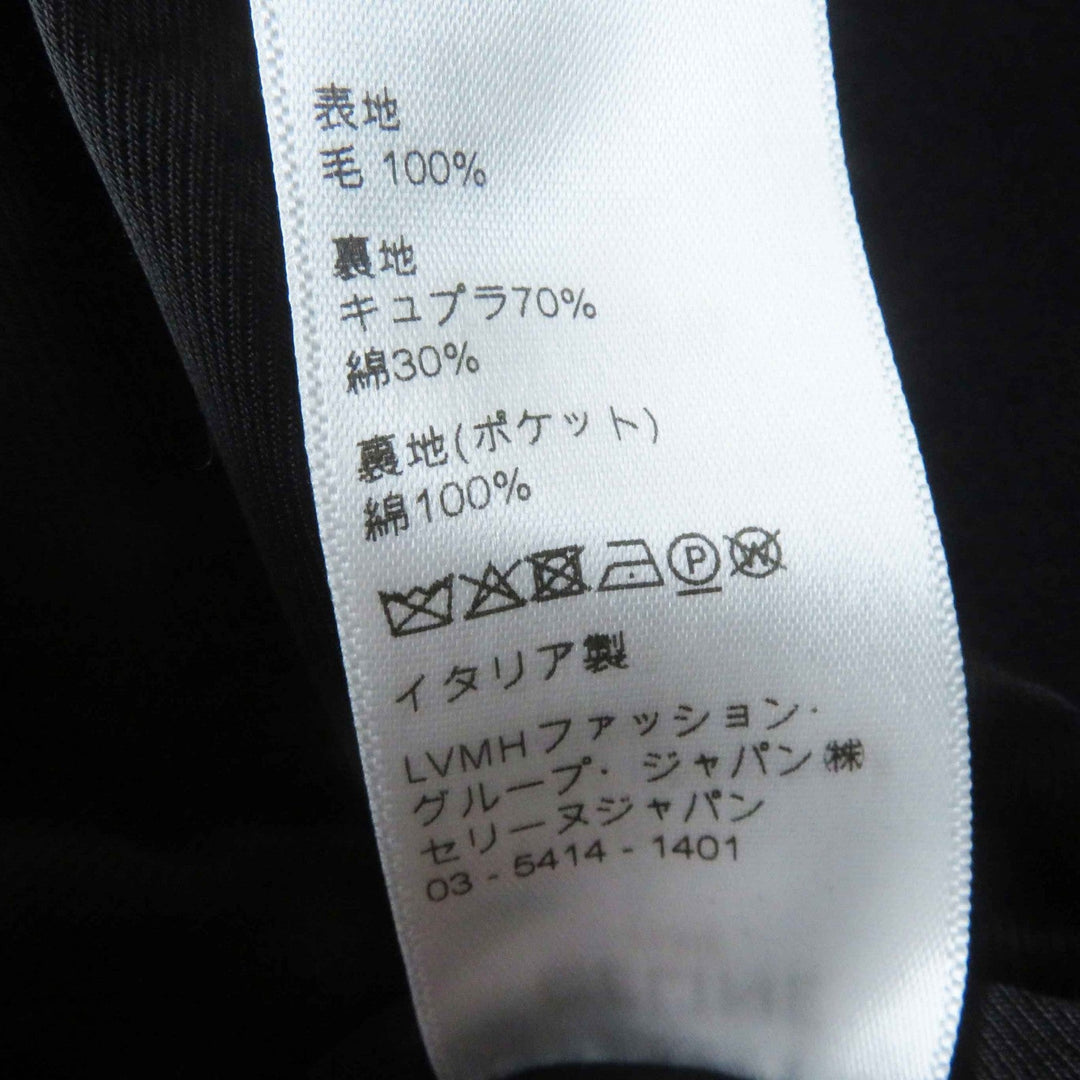 表地
毛 100%
裏地
キュプラ70%
綿30%
裏地(ポケット)
綿100%
イタリア製
LVMHファッション・
グループ・ ジャパン㈱
セリーヌジャパン
03 - 5414 - 1401